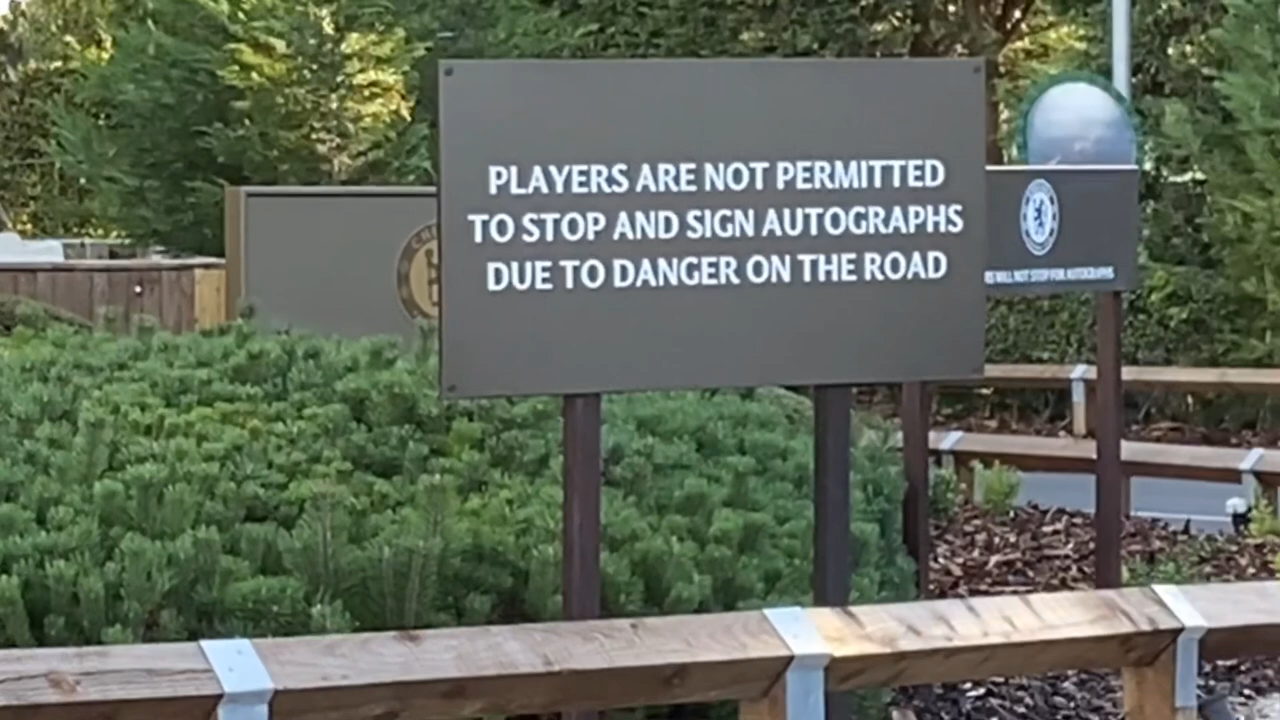 PLAYERS ARE NOT PERMITTED
TO STOP AND SIGN AUTOGRAPHS
DUE TO DANGER ON THE ROAD
WILL NOT STOP FOR AUTOGRAPHS